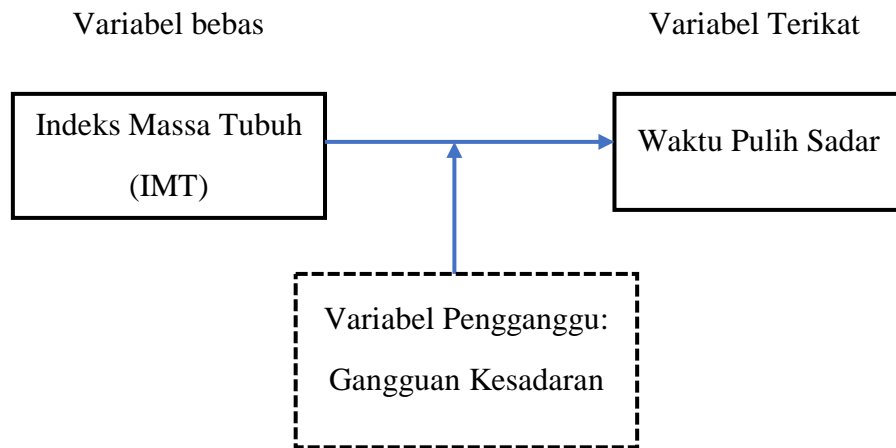 Variabel bebas
Variabel Terikat
Indeks Massa Tubuh
(IMT)
Waktu Pulih Sadar
Variabel Pengganggu:
Gangguan Kesadaran